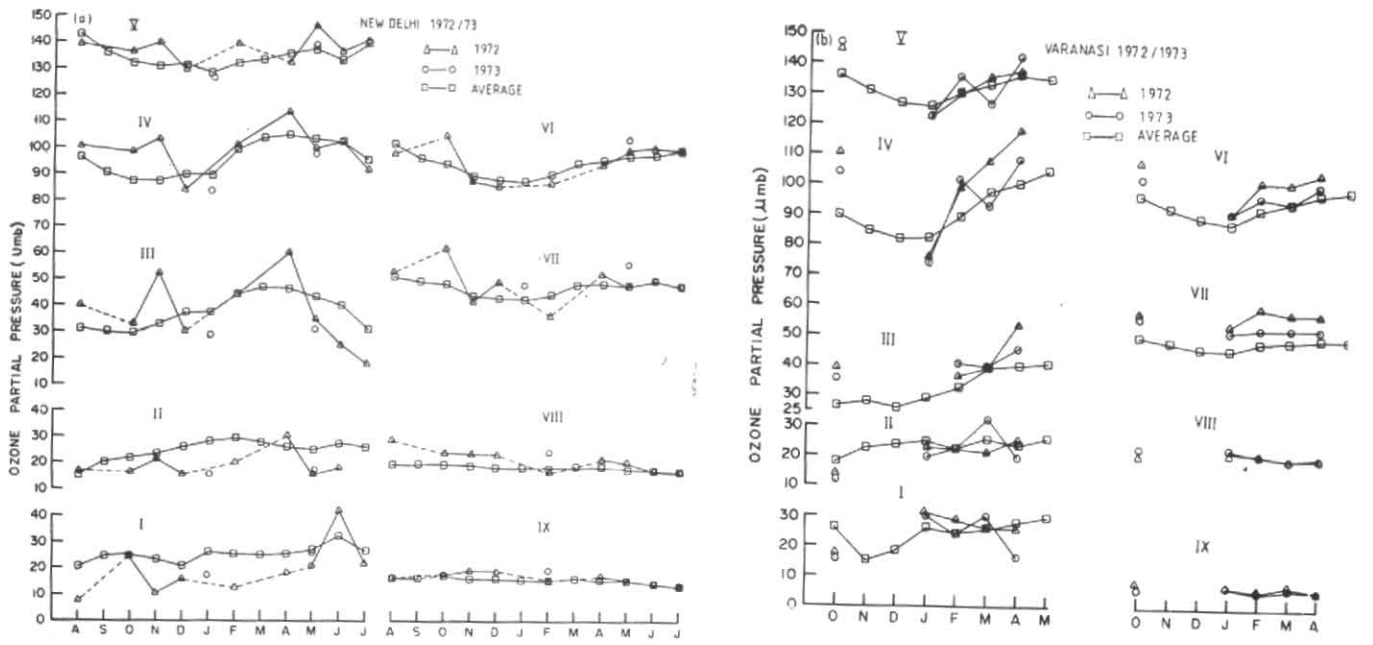 (a)
NEW DELHI 1972/73
1972
1973
AVERAGE
OZONE PARTIAL PRESSURE (Umb)
150
140
130
120
110
100
90
80
70
60
50
40
30
20
10
40
30
20
10
40
30
20
10
0
V
IV
III
II
I
VI
VII
VIII
IX
A S O N D J F M A M J J
A S O N D J F M A M J J
(b)
VARANASI 1972/1973
1972
1973
AVERAGE
OZONE PARTIAL PRESSURE (μmb)
150
140
130
120
110
100
90
80
70
60
50
40
30
25
30
20
10
30
20
10
0
V
IV
III
II
I
VI
VII
VIII
IX
O N D J F M A M
O N D J F M A